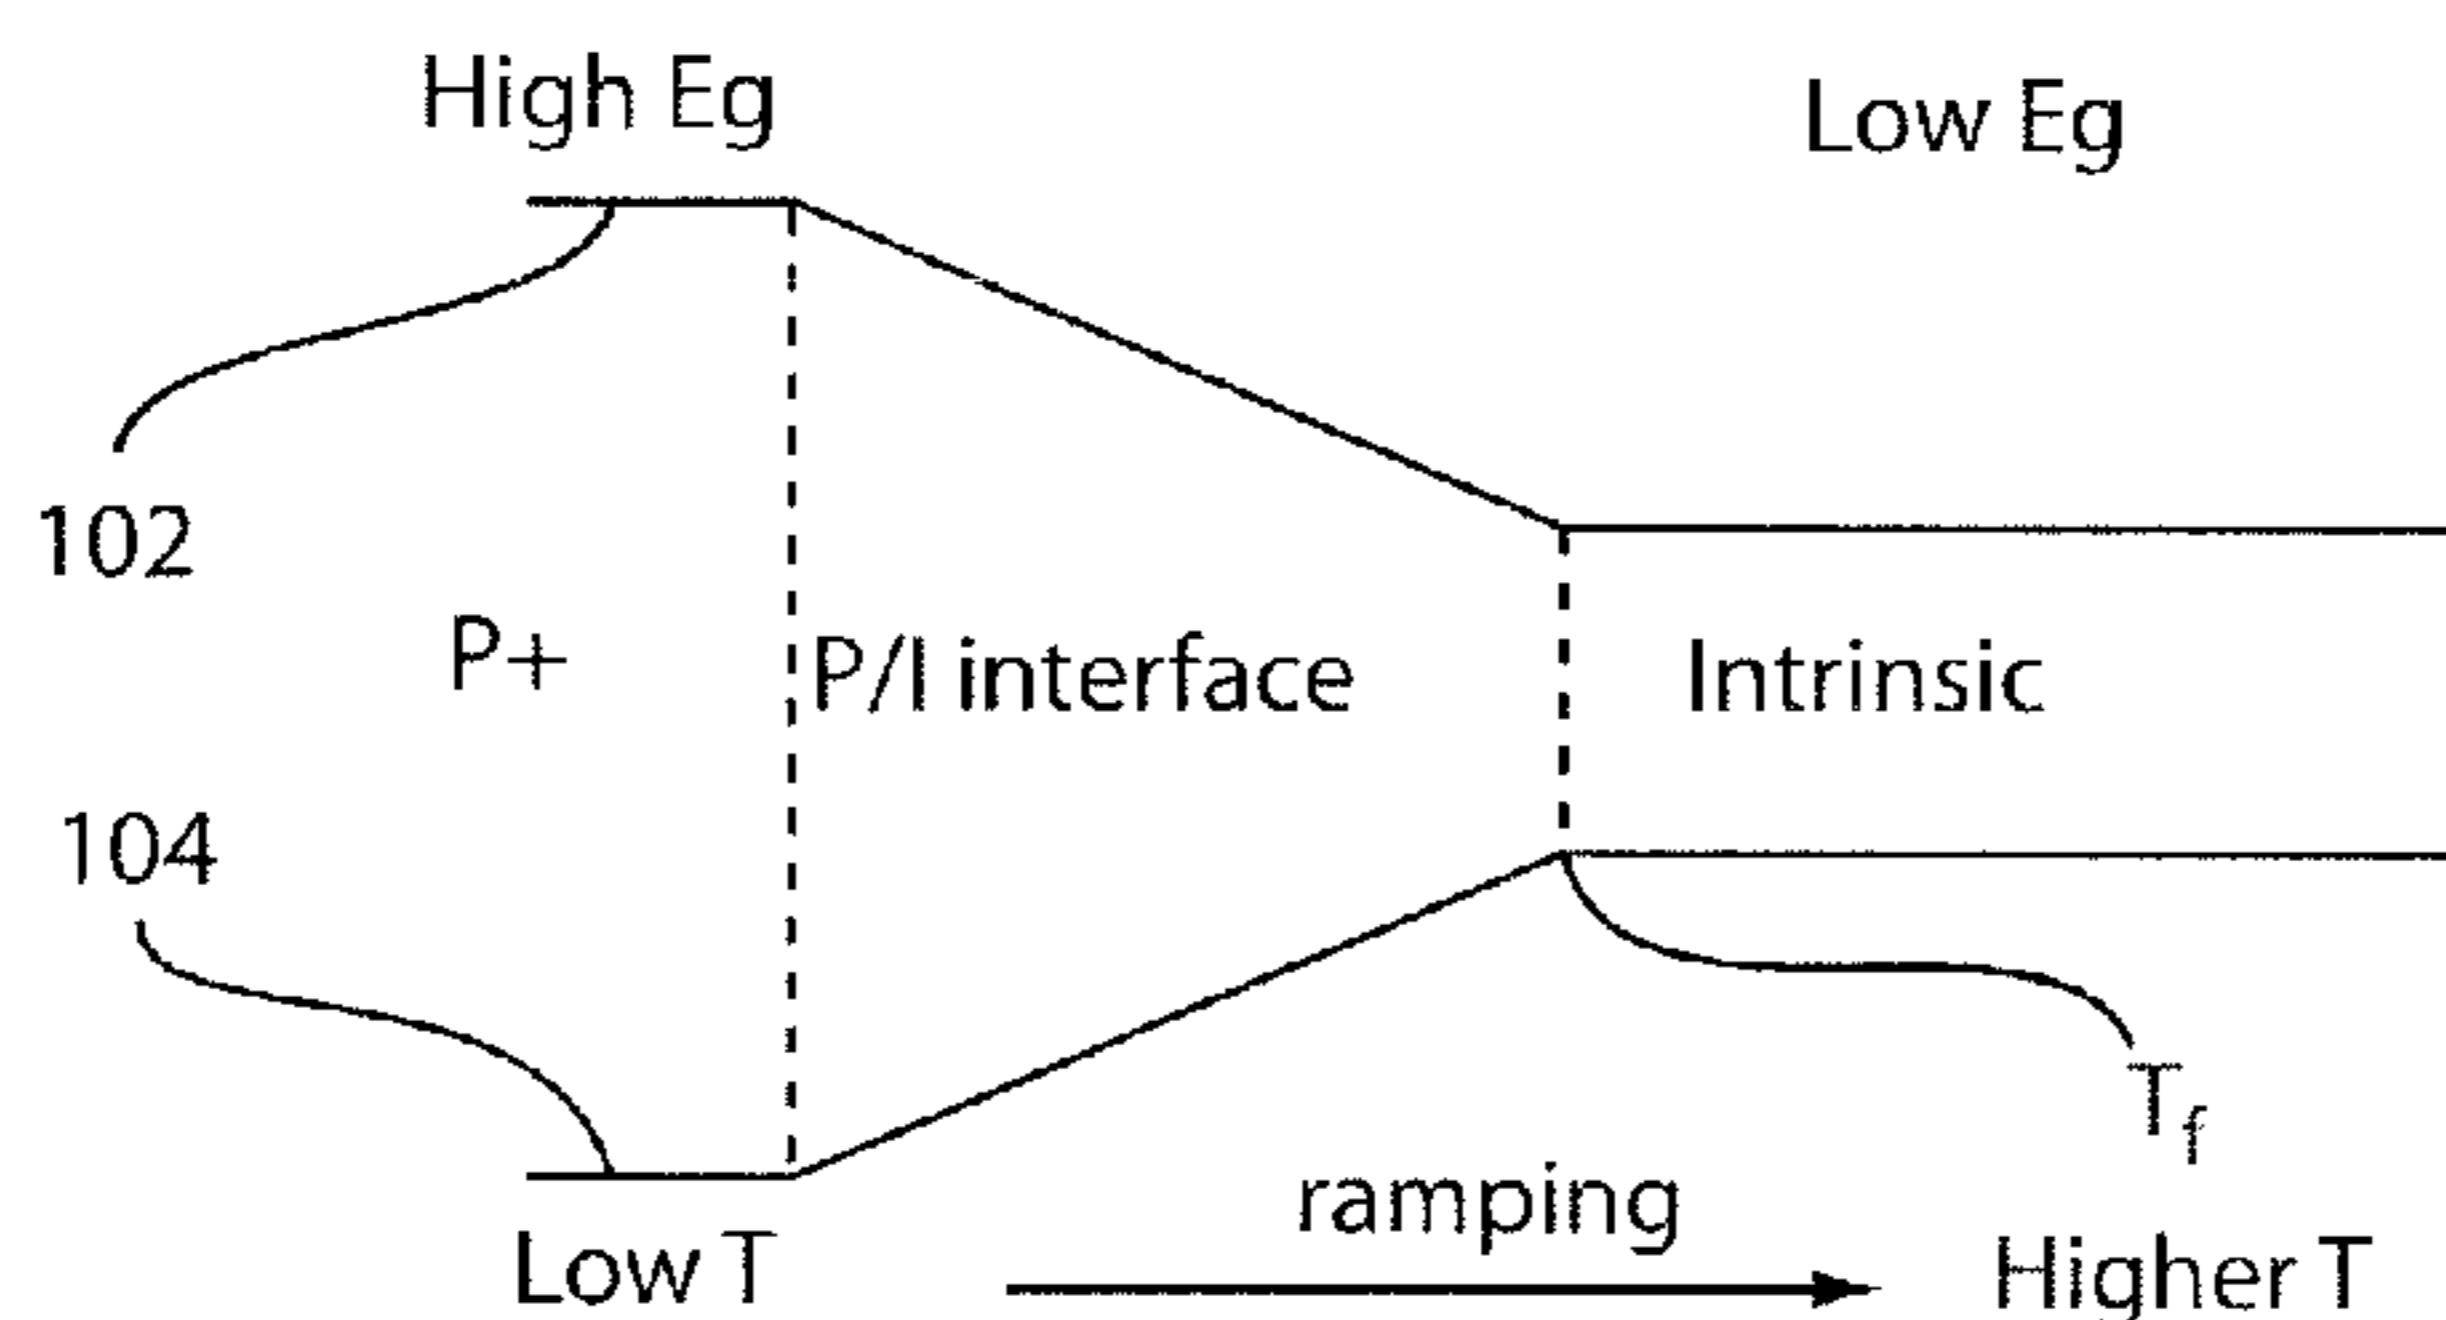 High Eg
Low Eg
102
P+
P/I interface
Intrinsic
104
Tf
ramping
Low T
Higher T